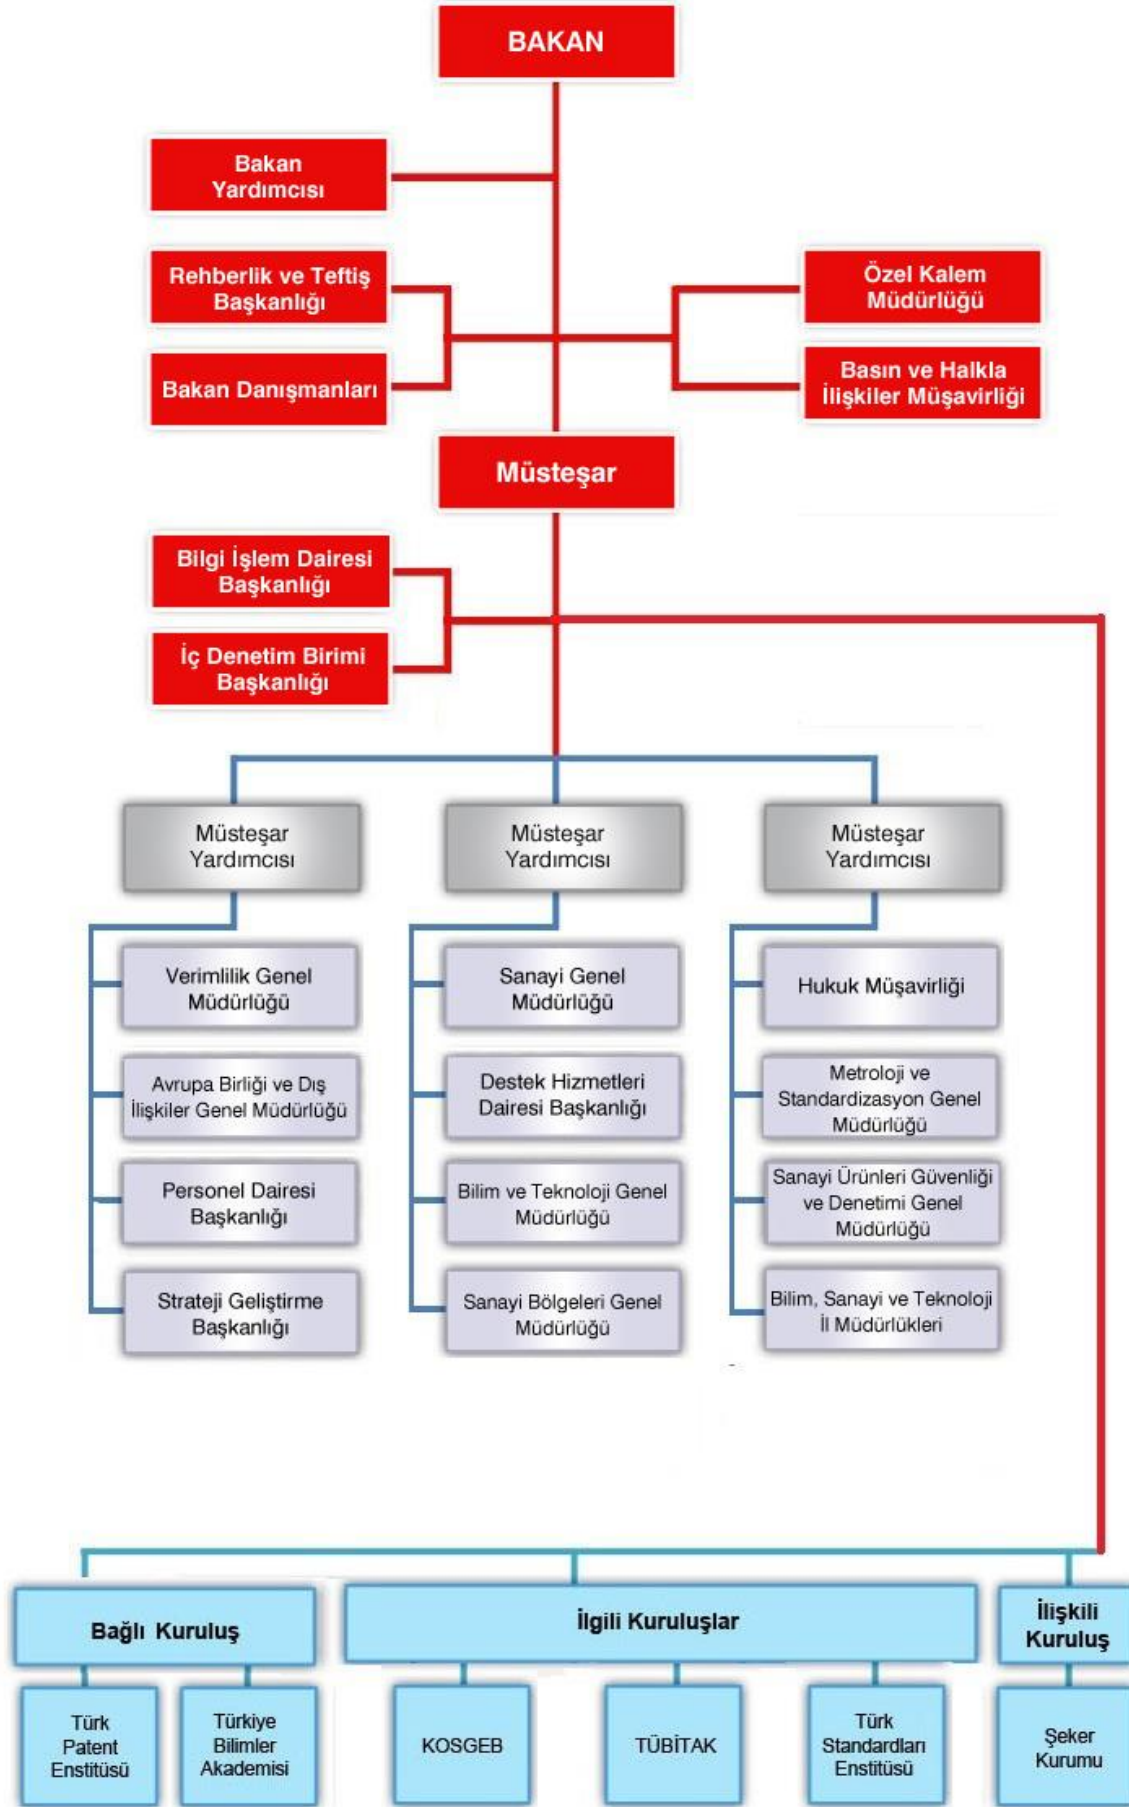 BAKAN
Bakan
Yardımcısı
Rehberlik ve Teftiş
Başkanlığı
Özel Kalem
Müdürlüğü
Bakan Danışmanları
Basın ve Halkla
İlişkiler Müşavirliği
Müsteşar
Bilgi İşlem Dairesi
Başkanlığı
İç Denetim Birimi
Başkanlığı
Müsteşar
Yardımcısı
Müsteşar
Yardımcısı
Müsteşar
Yardımcısı
Verimlilik Genel
Müdürlüğü
Avrupa Birliği ve Dış
İlişkiler Genel Müdürlüğü
Personel Dairesi
Başkanlığı
Strateji Geliştirme
Başkanlığı
Sanayi Genel
Müdürlüğü
Destek Hizmetleri
Dairesi Başkanlığı
Bilim ve Teknoloji Genel
Müdürlüğü
Sanayi Bölgeleri Genel
Müdürlüğü
Hukuk Müşavirliği
Metroloji ve
Standardizasyon Genel
Müdürlüğü
Sanayi Ürünleri Güvenliği
ve Denetimi Genel
Müdürlüğü
Bilim, Sanayi ve Teknoloji
İl Müdürlükleri
Bağlı Kuruluş
İlgili Kuruluşlar
İlişkili
Kuruluş
Türk
Patent
Enstitüsü
Türkiye
Bilimler
Akademisi
KOSGEB
TÜBİTAK
Türk
Standardları
Enstitüsü
Şeker
Kurumu